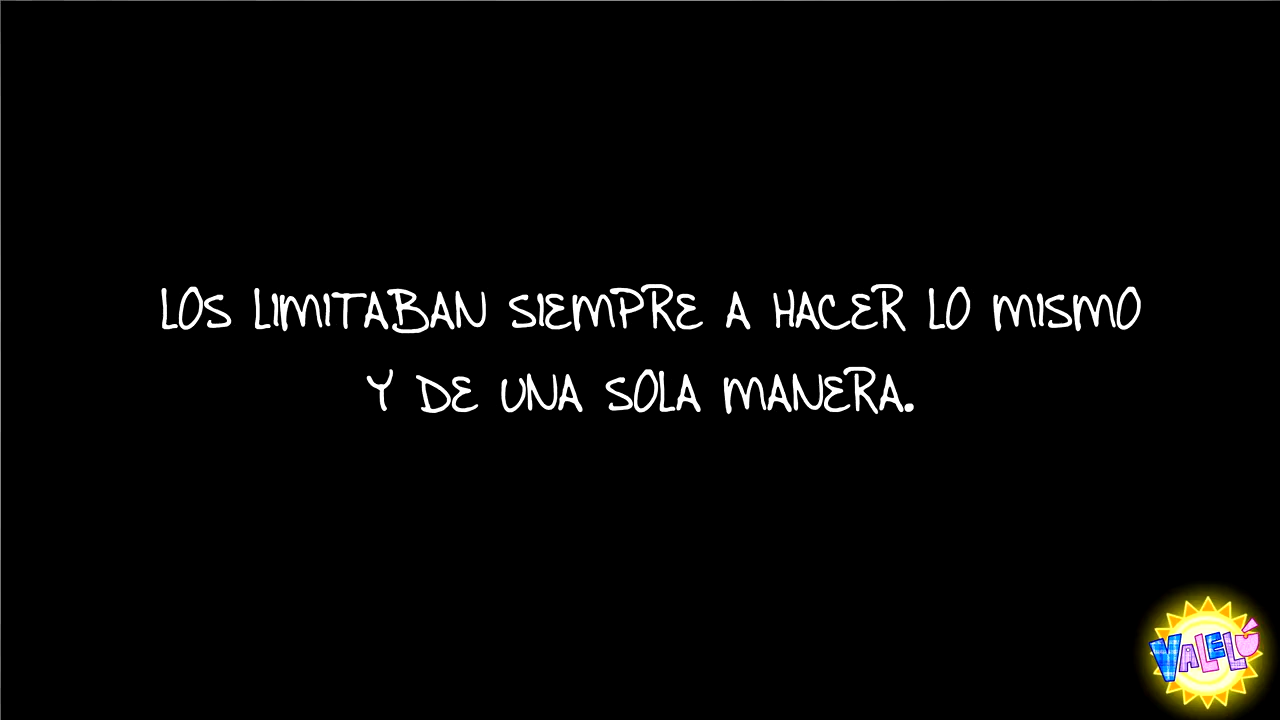 LOS LIMITABAN SIEMPRE A HACER LO MISMO
Y DE UNA SOLA MANERA.
VALELÚ